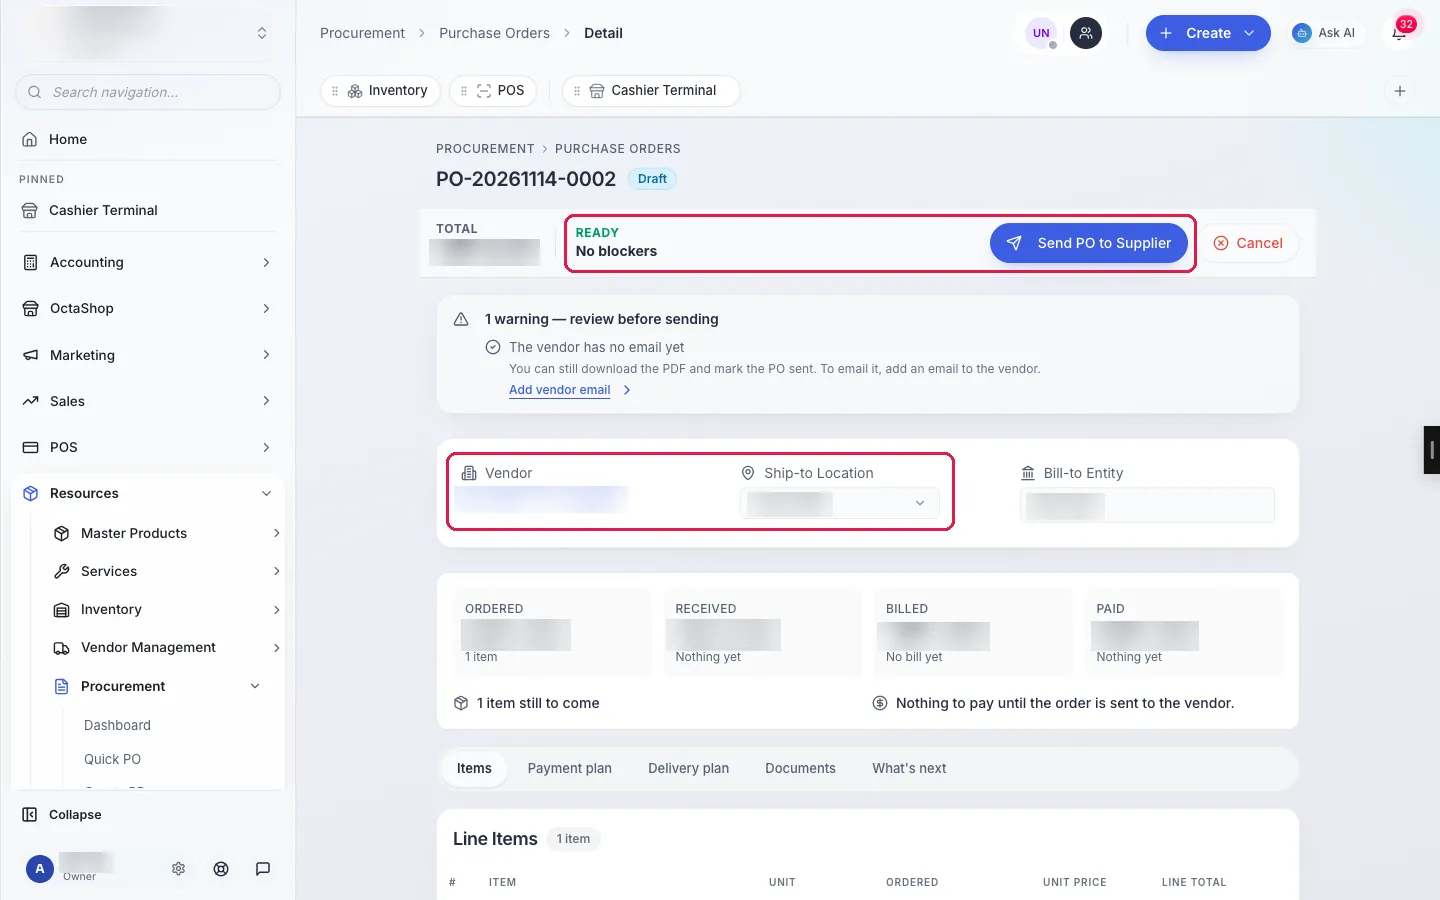 Search navigation...
Home
PINNED
Cashier Terminal
Accounting
OctaShop
Marketing
Sales
POS
Resources
Master Products
Services
Inventory
Vendor Management
Procurement
Dashboard
Quick PO
Collapse
A
Owner
Procurement > Purchase Orders > Detail
UN
Create
Ask AI
32
Inventory
POS
Cashier Terminal
PROCUREMENT > PURCHASE ORDERS
PO-20261114-0002 Draft
TOTAL
READY
No blockers
Send PO to Supplier
Cancel
1 warning — review before sending
The vendor has no email yet
You can still download the PDF and mark the PO sent. To email it, add an email to the vendor.
Add vendor email
Vendor
Ship-to Location
Bill-to Entity
ORDERED
1 item
RECEIVED
Nothing yet
BILLED
No bill yet
PAID
Nothing yet
1 item still to come
Nothing to pay until the order is sent to the vendor.
Items Payment plan Delivery plan Documents What's next
Line Items 1 item
# ITEM UNIT ORDERED UNIT PRICE LINE TOTAL